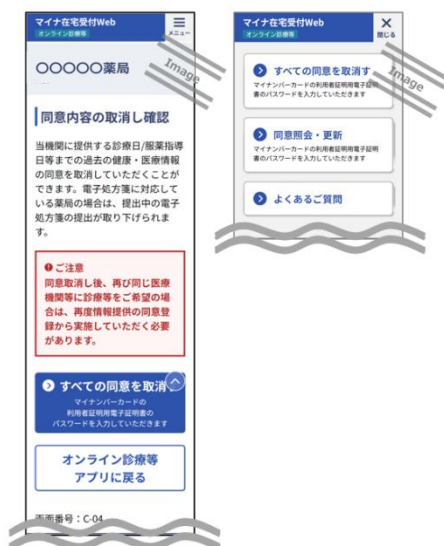 マイナ在宅受付Web
オンライン診療等
メニュー
〇〇〇〇〇薬局
Image
同意内容の取消し確認
当機関に提供する診療日/服薬指導
日等までの過去の健康・医療情報
の同意を取消していただくことが
できます。電子処方箋に対応して
いる薬局の場合は、提出中の電子
処方箋の提出が取り下げられま
す。
ご注意
同意取消し後、再び同じ医療
機関等に診療等をご希望の場
合は、再度情報提供の同意登
録から実施していただく必要
があります。
すべての同意を取消
マイナンバーカードの
利用者証明用電子証明書の
パスワードを入力していただきます
オンライン診療等
アプリに戻る
画面番号：C-04
マイナ在宅受付Web
オンライン診療等
閉じる
Image
すべての同意を取消す
マイナンバーカードの利用者証明用電子証明
書のパスワードを入力していただきます
同意照会・更新
マイナンバーカードの利用者証明用電子証明
書のパスワードを入力していただきます
よくあるご質問